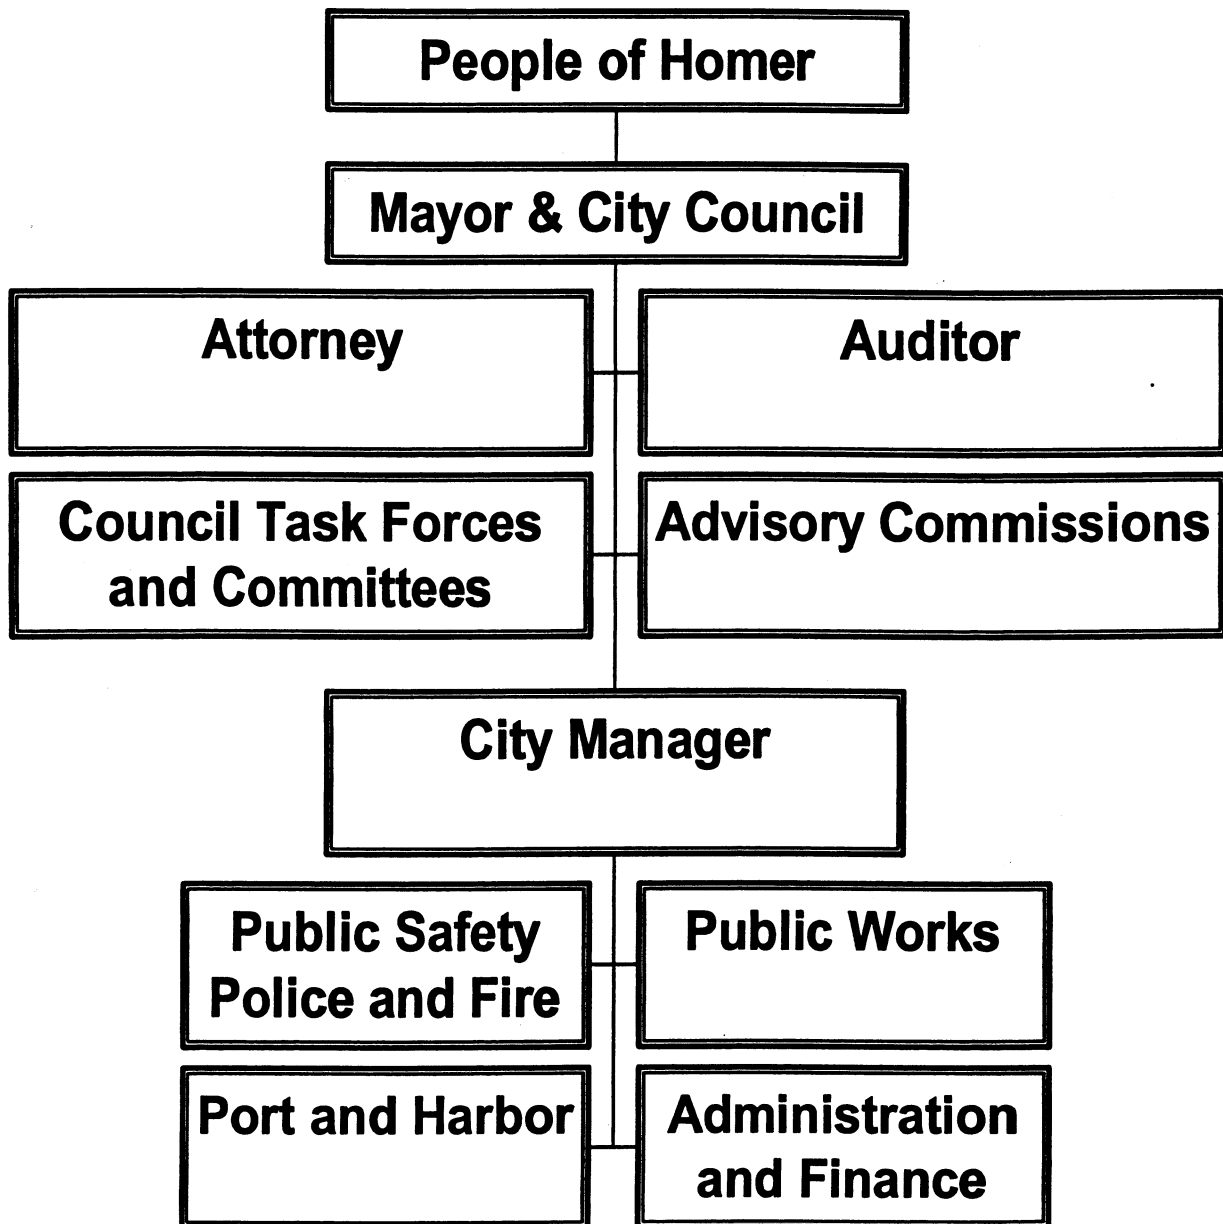 People of Homer
Mayor & City Council
Attorney
Auditor
Council Task Forces
and Committees
Advisory Commissions
City Manager
Public Safety
Police and Fire
Public Works
Port and Harbor
Administration
and Finance